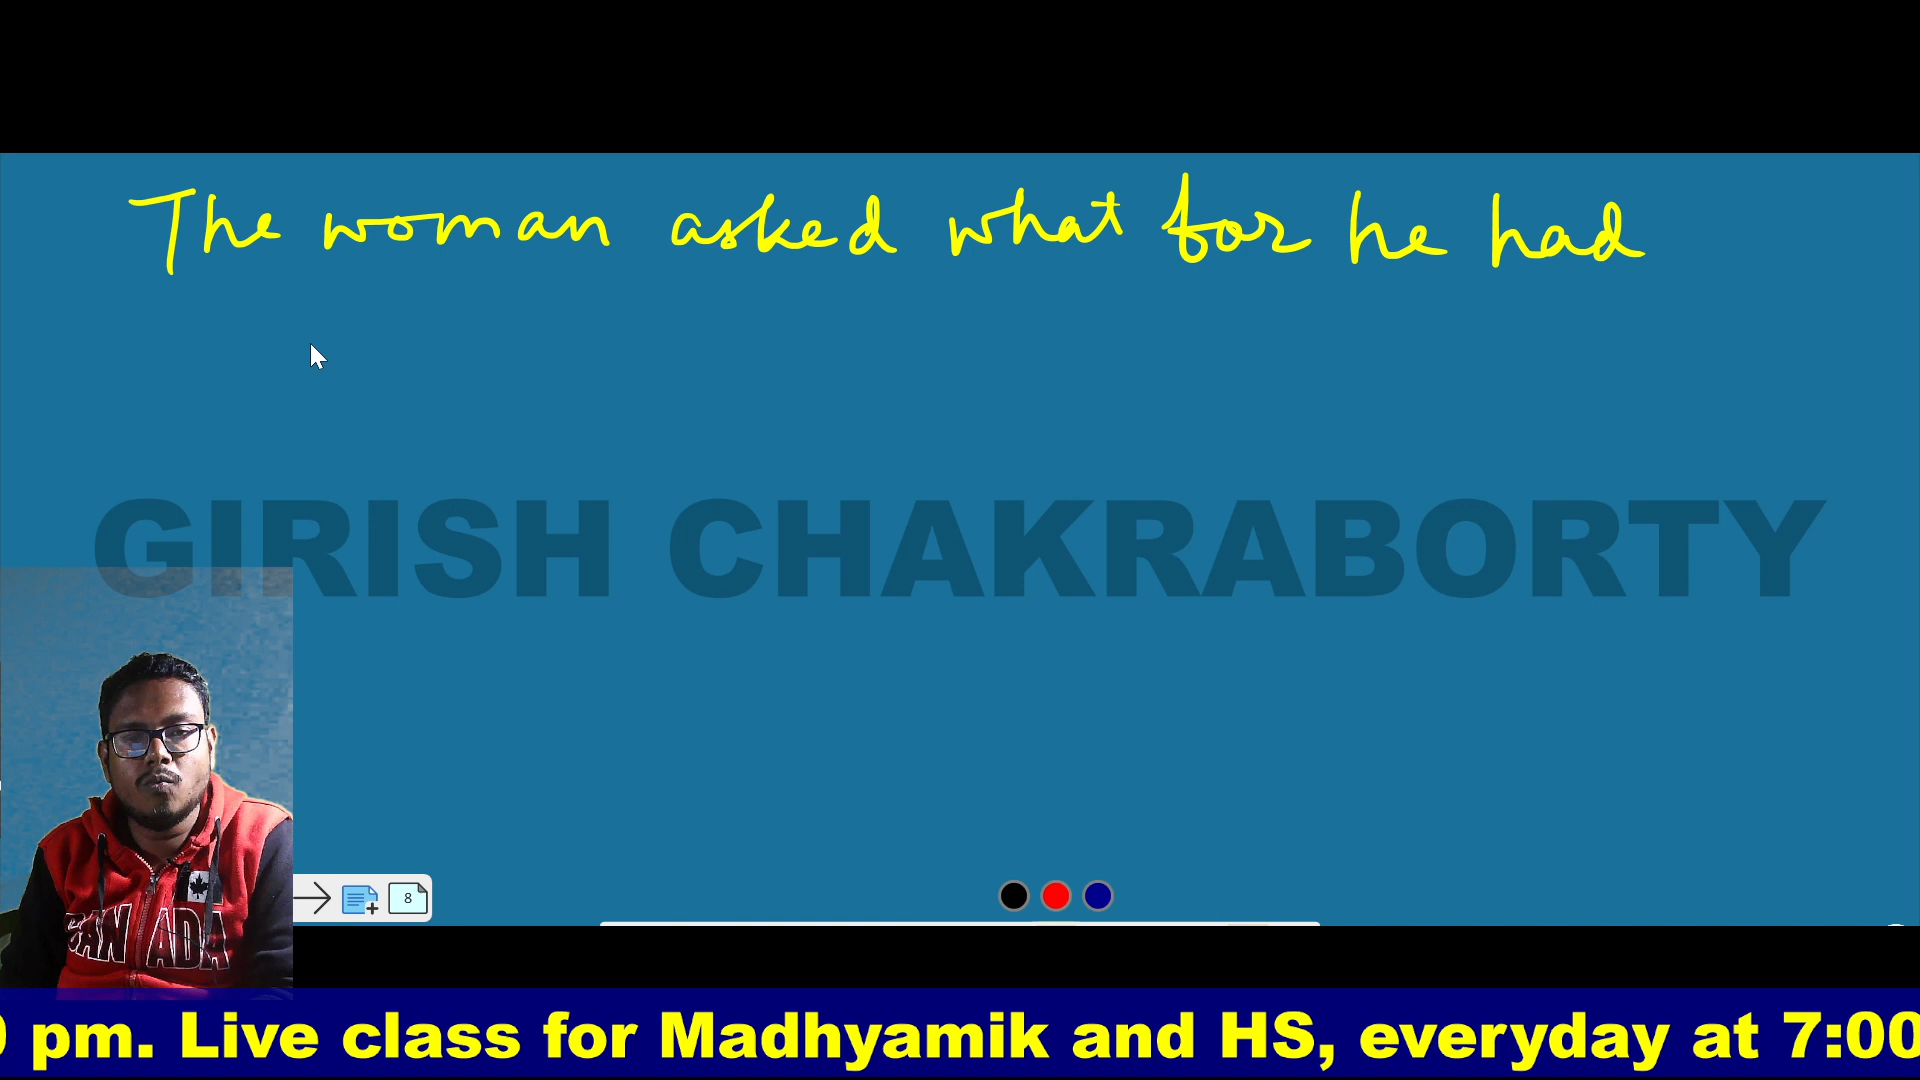 The woman asked what for he had
GIRISH CHAKRABORTY
CANADA
8
pm. Live class for Madhyamik and HS, everyday at 7:00